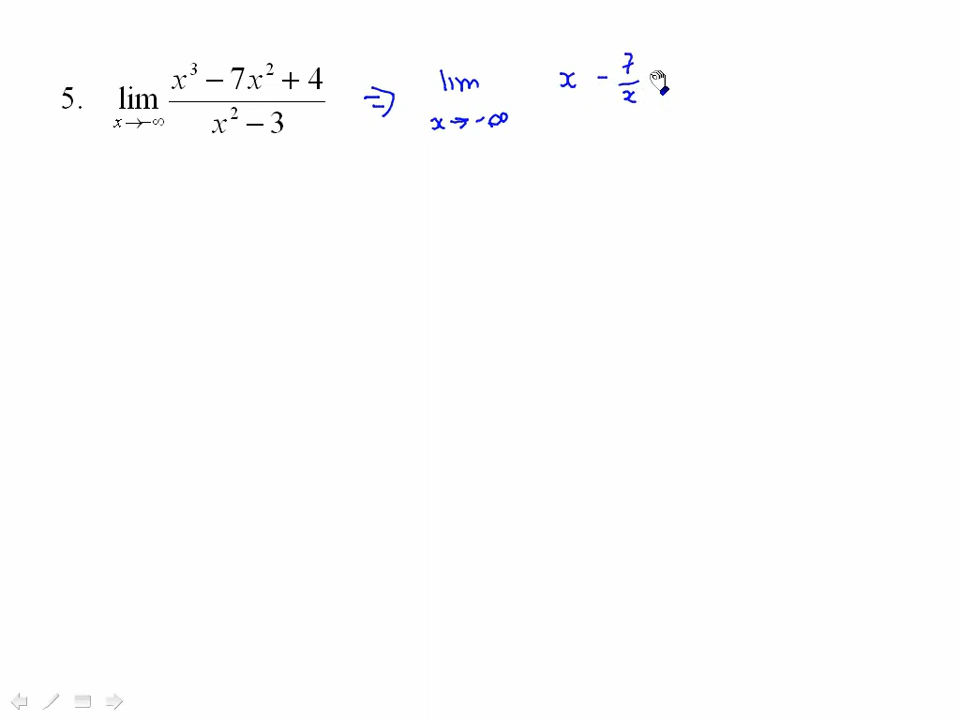 5. lim x→-∞ (x³ − 7x² + 4)/(x² − 3) ⇒ lim x→-∞ x − 7/x